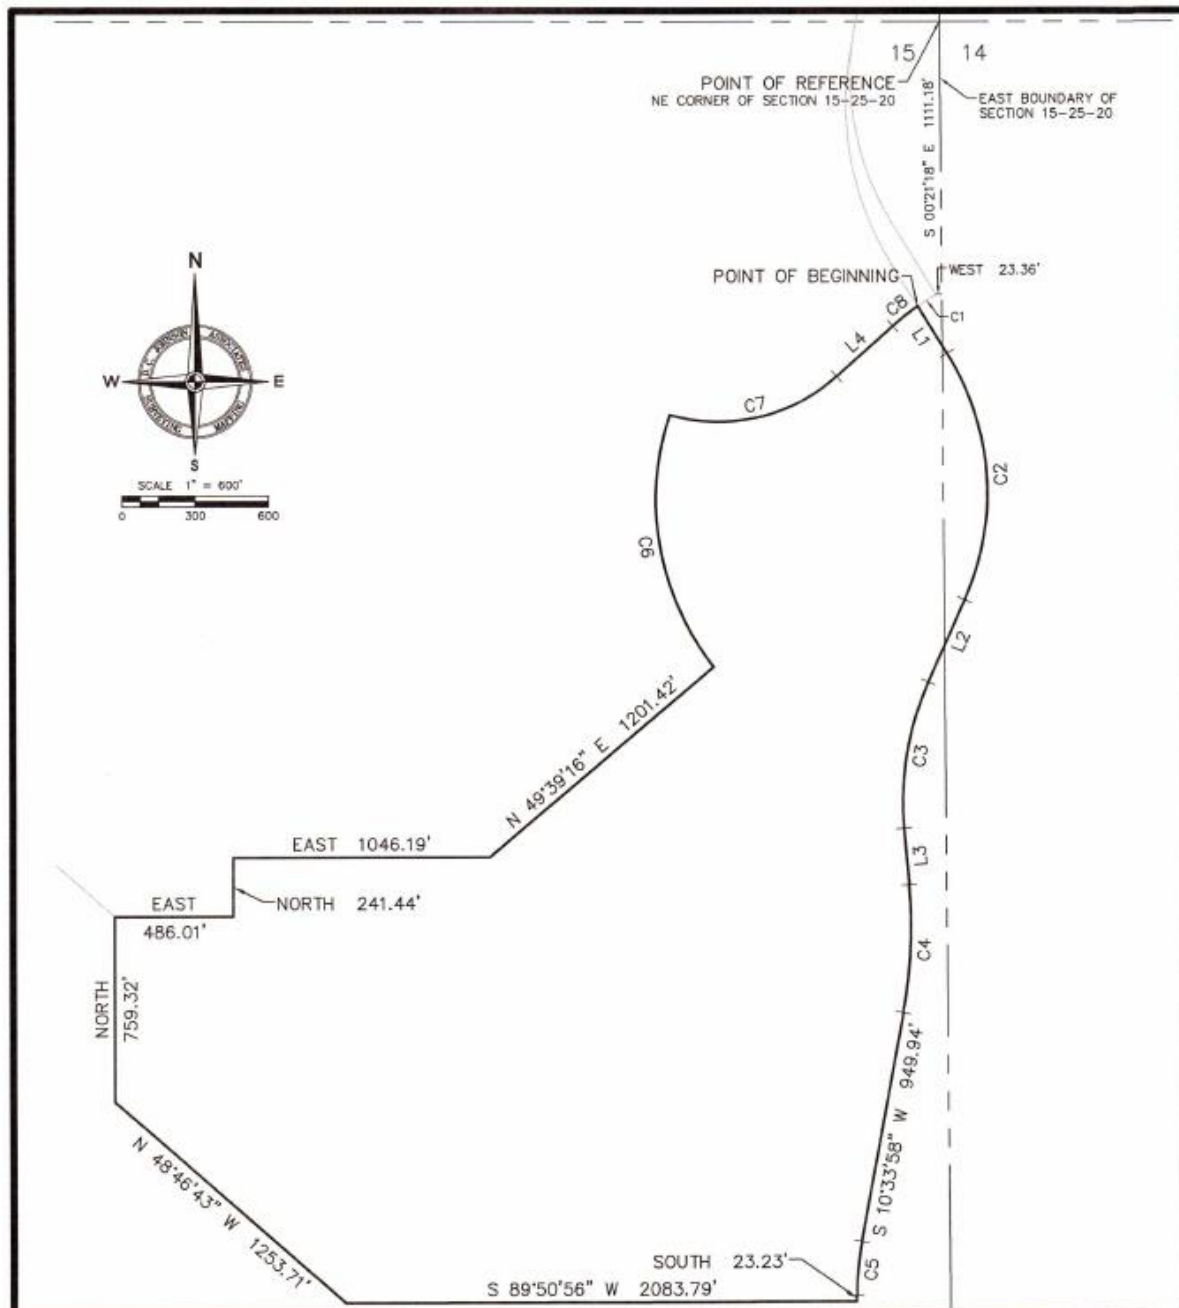 15 14
POINT OF REFERENCE
NE CORNER OF SECTION 15-25-20
EAST BOUNDARY OF
SECTION 15-25-20
S 00°21'18" E 1111.18'
WEST 23.36'
POINT OF BEGINNING
C1
C8
L1
L4
C7
C2
C6
L2
C3
L3
C4
N
W E
S
D.C. JOHNSON ASSOCIATES
SURVEYING MAPPING
SCALE 1" = 600'
0 300 600
N 49°39'16" E 1201.42'
EAST 1046.19'
NORTH 241.44'
EAST
486.01'
NORTH
759.32'
N 48°46'43" W 1253.71'
S 10°33'58" W 949.94'
SOUTH 23.23'
C5
S 89°50'56" W 2083.79'